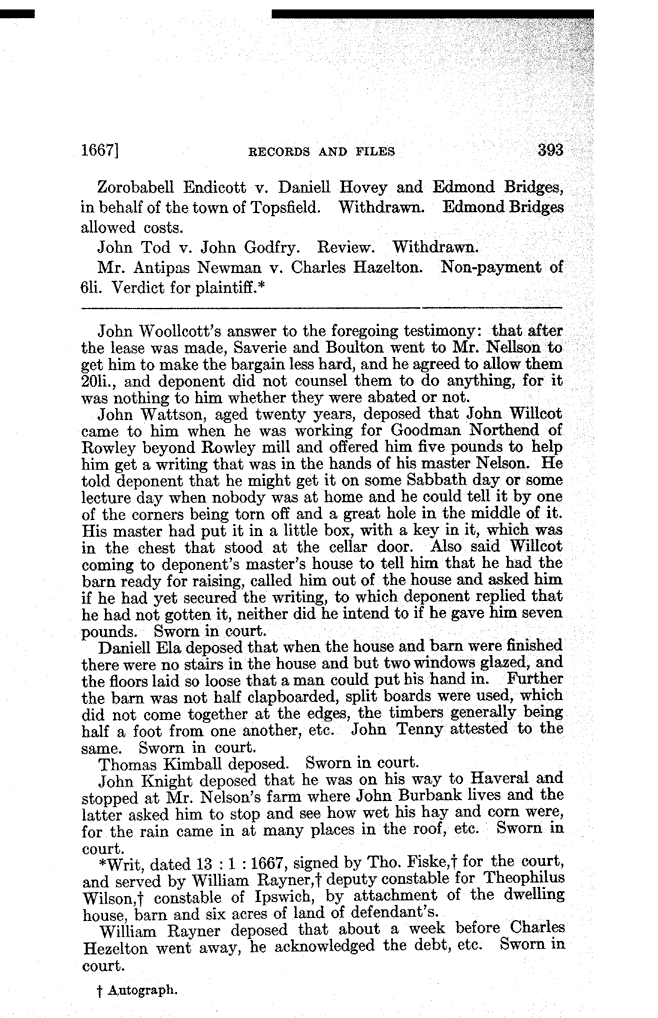 1667] RECORDS AND FILES 393
Zorobabell Endicott v. Daniell Hovey and Edmond Bridges,
in behalf of the town of Topsfield. Withdrawn. Edmond Bridges
allowed costs.
John Tod v. John Godfry. Review. Withdrawn.
Mr. Antipas Newman v. Charles Hazelton. Non-payment of
6li. Verdict for plaintiff.*
John Woollcott's answer to the foregoing testimony: that after
the lease was made, Saverie and Boulton went to Mr. Nellson to
get him to make the bargain less hard, and he agreed to allow them
20li., and deponent did not counsel them to do anything, for it
was nothing to him whether they were abated or not.
John Wattson, aged twenty years, deposed that John Willcot
came to him when he was working for Goodman Northend of
Rowley beyond Rowley mill and offered him five pounds to help
him get a writing that was in the hands of his master Nelson. He
told deponent that he might get it on some Sabbath day or some
lecture day when nobody was at home and he could tell it by one
of the corners being torn off and a great hole in the middle of it.
His master had put it in a little box, with a key in it, which was
in the chest that stood at the cellar door. Also said Willcot
coming to deponent's master's house to tell him that he had the
barn ready for raising, called him out of the house and asked him
if he had yet secured the writing, to which deponent replied that
he had not gotten it, neither did he intend to if he gave him seven
pounds. Sworn in court.
Daniell Ela deposed that when the house and barn were finished
there were no stairs in the house and but two windows glazed, and
the floors laid so loose that a man could put his hand in. Further
the barn was not half clapboarded, split boards were used, which
did not come together at the edges, the timbers generally being
half a foot from one another, etc. John Tenny attested to the
same. Sworn in court.
Thomas Kimball deposed. Sworn in court.
John Knight deposed that he was on his way to Haveral and
stopped at Mr. Nelson's farm where John Burbank lives and the
latter asked him to stop and see how wet his hay and corn were,
for the rain came in at many places in the roof, etc. Sworn in
court.
*Writ, dated 13 : 1 : 1667, signed by Tho. Fiske,† for the court,
and served by William Rayner,† deputy constable for Theophilus
Wilson,† constable of Ipswich, by attachment of the dwelling
house, barn and six acres of land of defendant's.
William Rayner deposed that about a week before Charles
Hezelton went away, he acknowledged the debt, etc. Sworn in
court.
† Autograph.